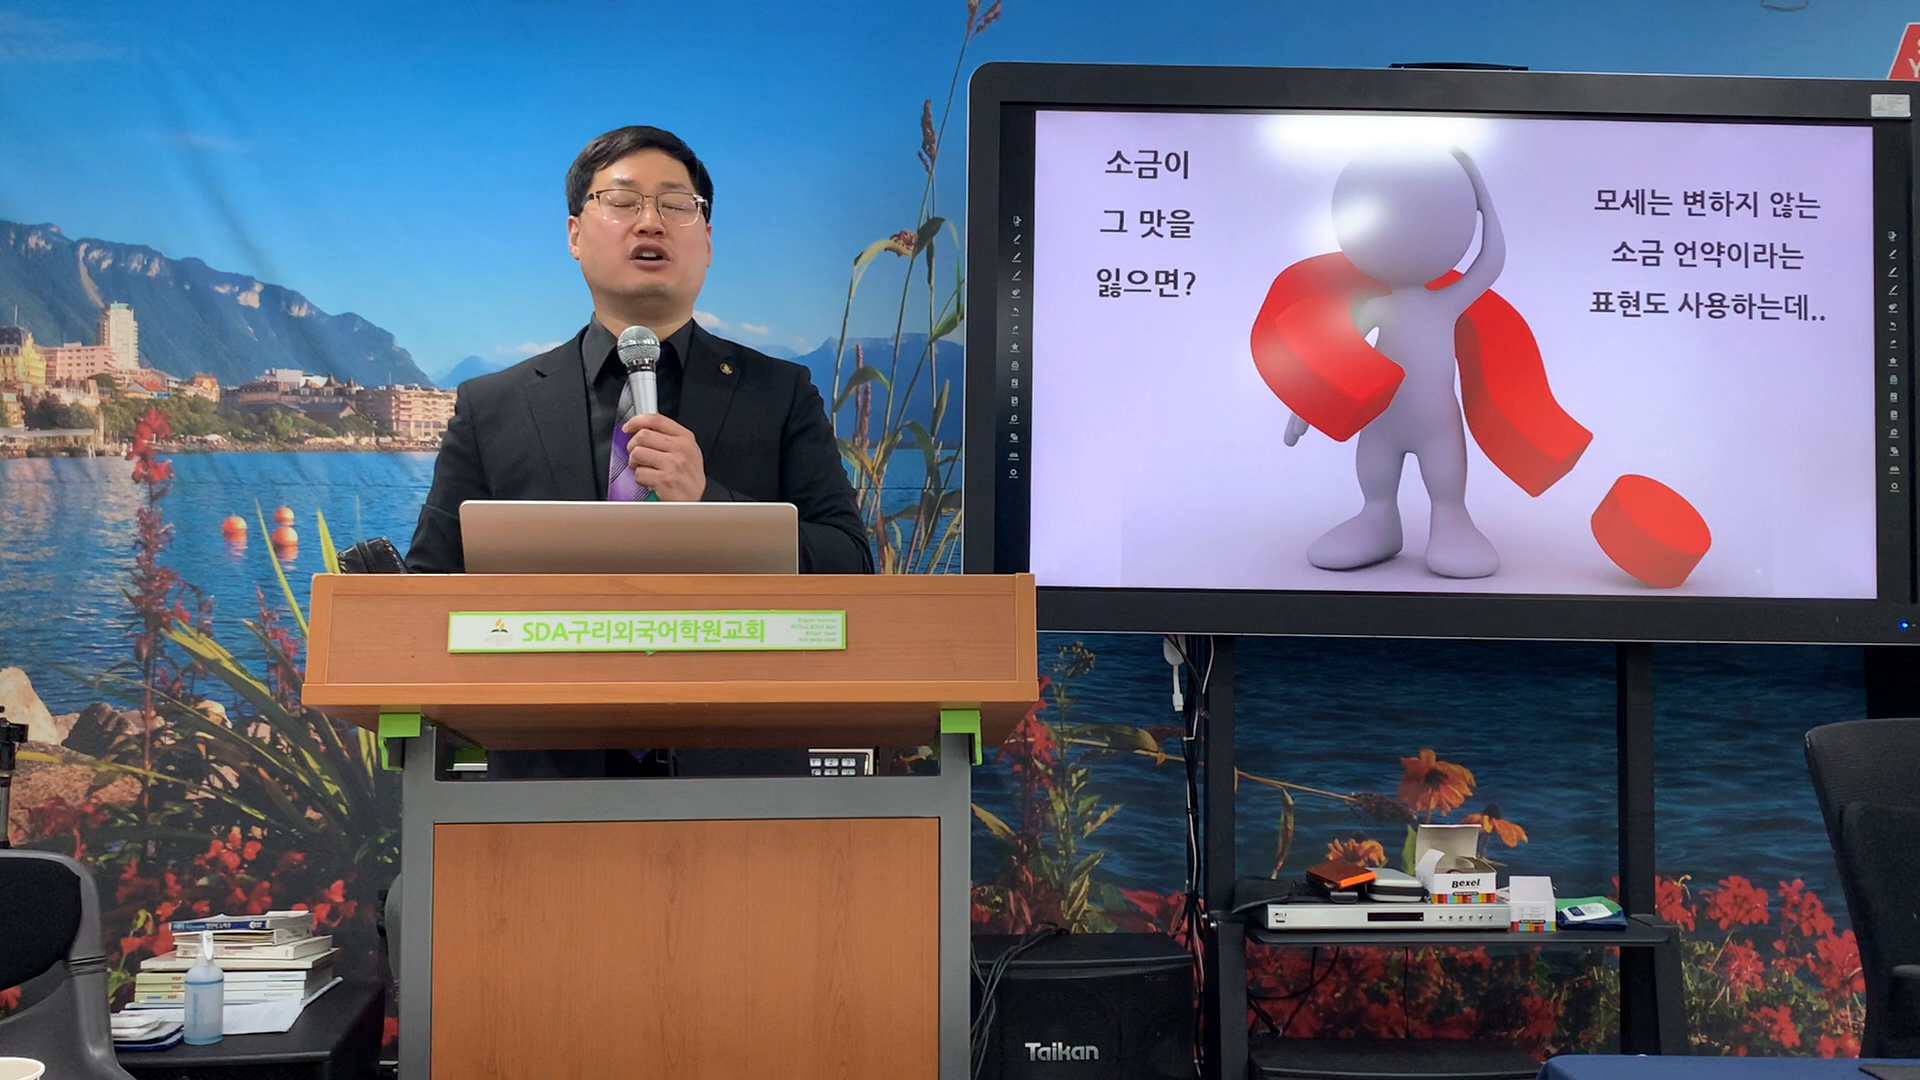 소금이
그 맛을
잃으면?
모세는 변하지 않는
소금 언약이라는
표현도 사용하는데..
SDA구리외국어학원교회
Bexel
Taikan